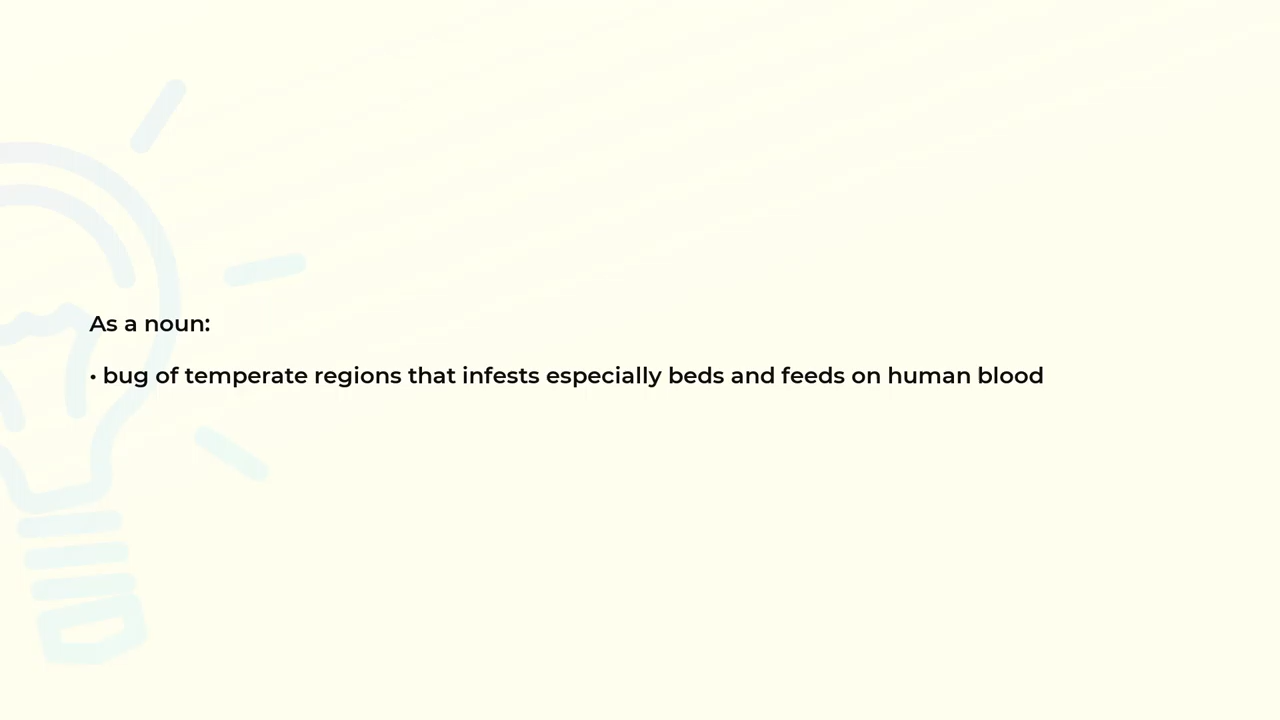 As a noun:
• bug of temperate regions that infests especially beds and feeds on human blood